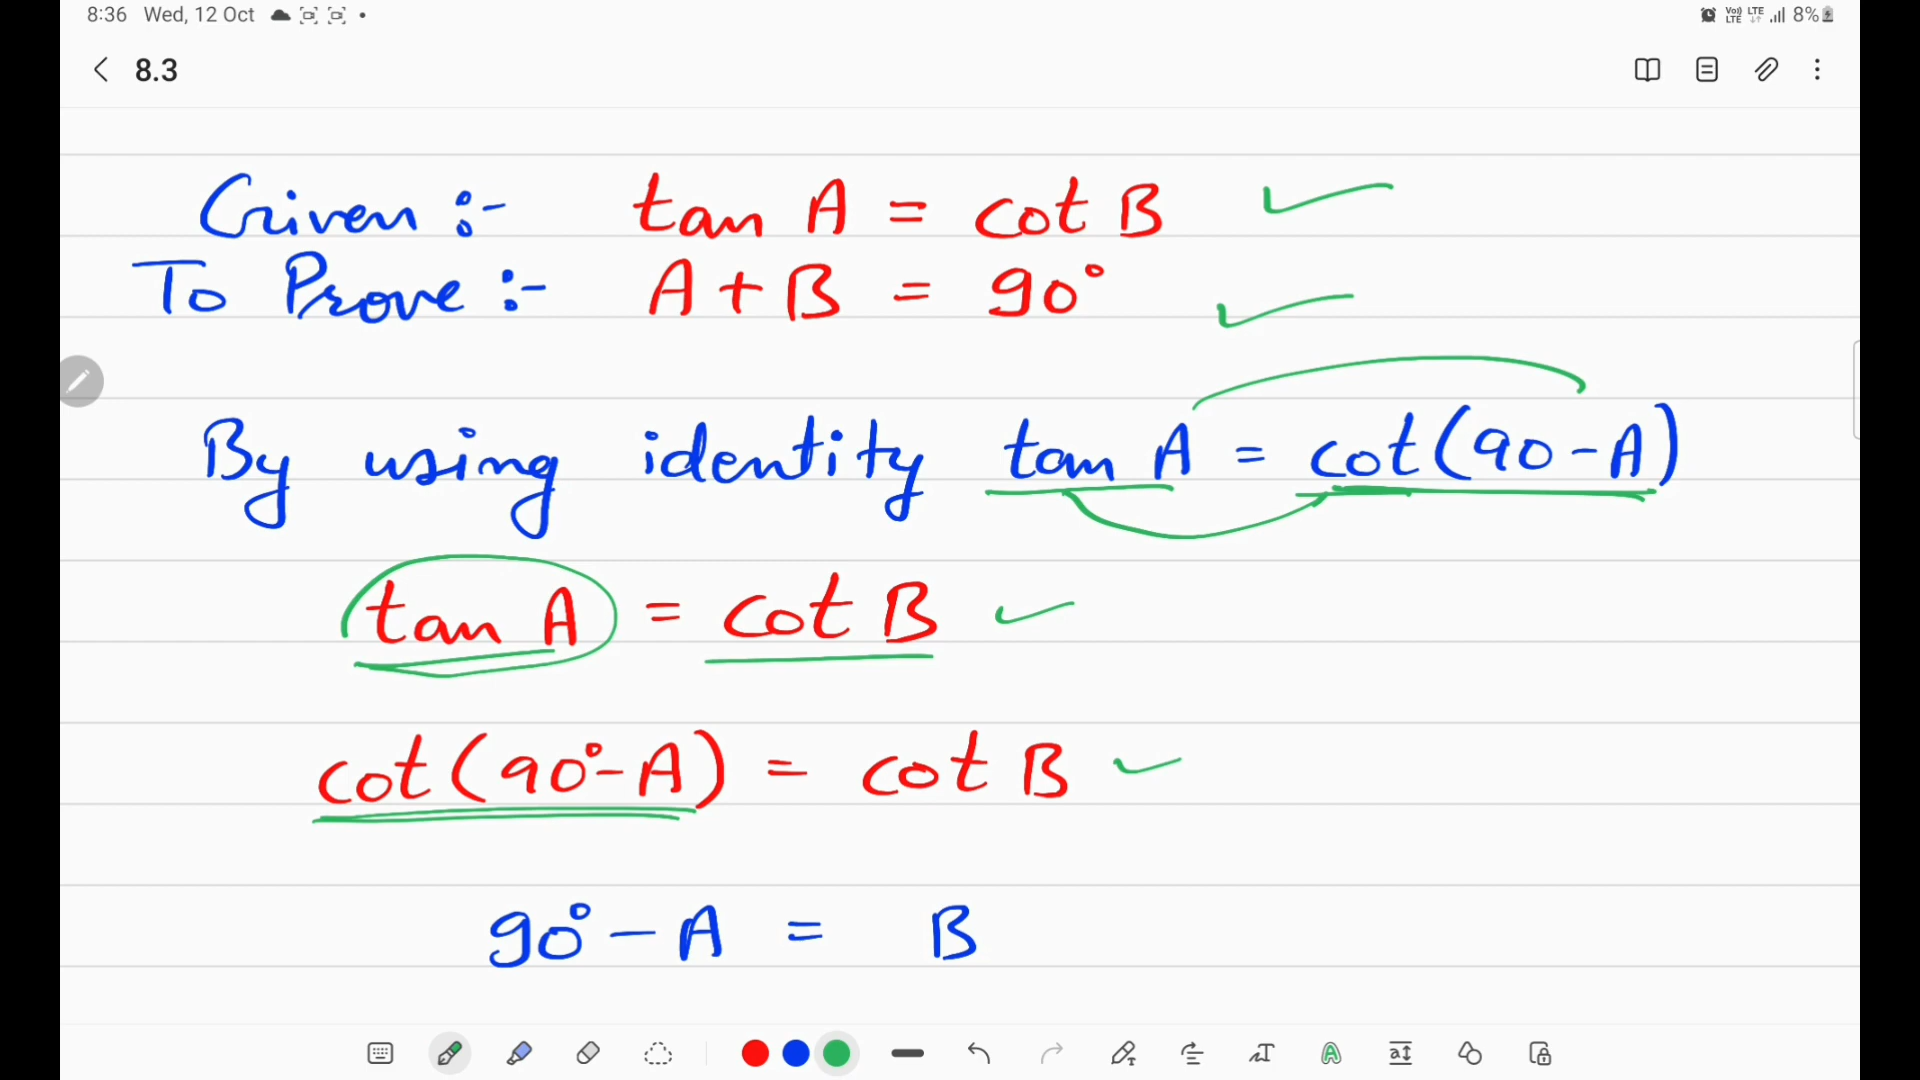 8:36 Wed, 12 Oct 8%
8.3
Given :- tan A = cot B
To Prove :- A + B = 90°
By using identity tan A = cot(90 - A)
tan A = cot B
cot(90° - A) = cot B
90° - A = B